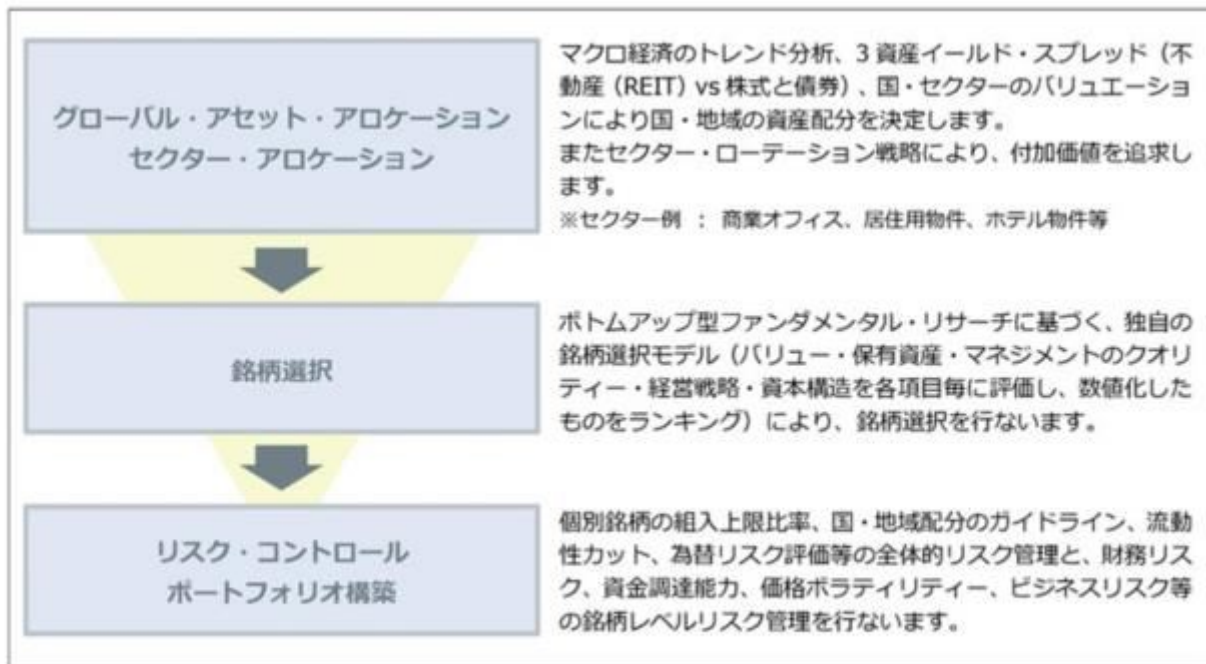 グローバル・アセット・アロケーション
セクター・アロケーション
マクロ経済のトレンド分析、3 資産イールド・スプレッド（不
動産（REIT）vs 株式と債券）、国・セクターのバリュエーショ
ンにより国・地域の資産配分を決定します。
またセクター・ローテーション戦略により、付加価値を追求し
ます。
※セクター例 ： 商業オフィス、居住用物件、ホテル物件等
銘柄選択
ボトムアップ型ファンダメンタル・リサーチに基づく、独自の
銘柄選択モデル（バリュー・保有資産・マネジメントのクオリ
ティー・経営戦略・資本構造を各項目毎に評価し、数値化した
ものをランキング）により、銘柄選択を行ないます。
リスク・コントロール
ポートフォリオ構築
個別銘柄の組入上限比率、国・地域配分のガイドライン、流動
性カット、為替リスク評価等の全体的リスク管理と、財務リス
ク、資金調達能力、価格ボラティリティー、ビジネスリスク等
の銘柄レベルリスク管理を行ないます。